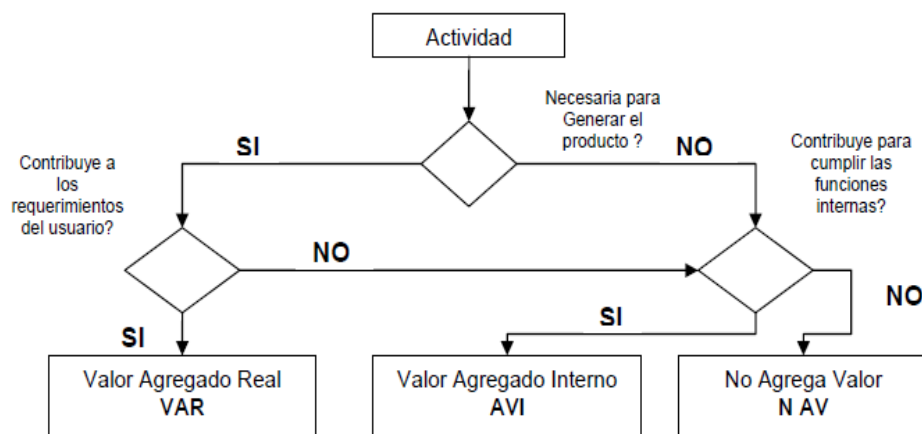 Actividad
Necesaria para
Generar el
producto ?
SI
NO
Contribuye a
los
requerimientos
del usuario?
Contribuye para
cumplir las
funciones
internas?
NO
NO
SI
SI
Valor Agregado Real
VAR
Valor Agregado Interno
AVI
No Agrega Valor
N AV